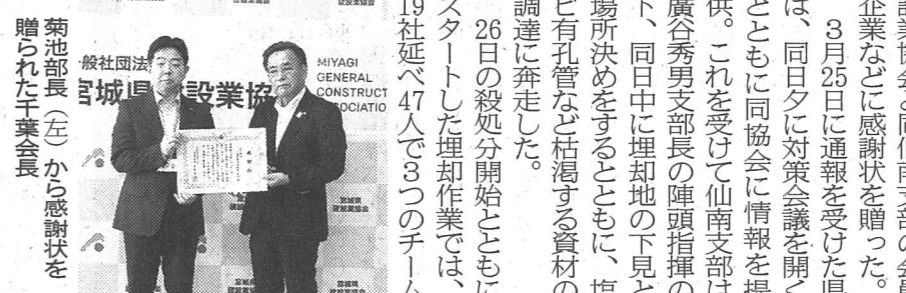 設業協会と同仙南支部の会員
企業などに感謝状を贈った。
３月25日に通報を受けた県
は、同日夕に対策会議を開く
とともに同協会に情報を提
供。これを受けて仙南支部は
廣谷秀男支部長の陣頭指揮の
下、同日中に埋却地の下見と
場所決めをするとともに、塩
ビ有孔管など枯渇する資材の
調達に奔走した。
26日の殺処分開始とともに
スタートした埋却作業では、
19社延べ47人で３つのチーム
般社団法
宮城県 設業協
MIYAGI
GENERAL
CONSTRUCT
SOCIATIO
菊池部長（左）から感謝状を
贈られた千葉会長